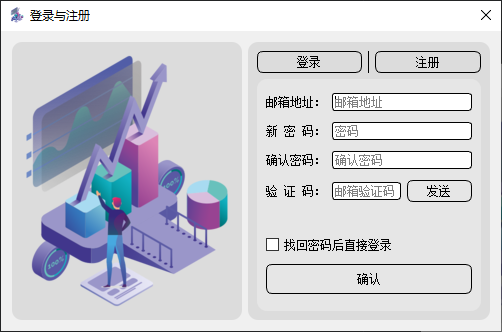 登录与注册
登录 注册
邮箱地址： 邮箱地址
新 密 码： 密码
确认密码： 确认密码
验 证 码： 邮箱验证码 发送
找回密码后直接登录
确认
100%